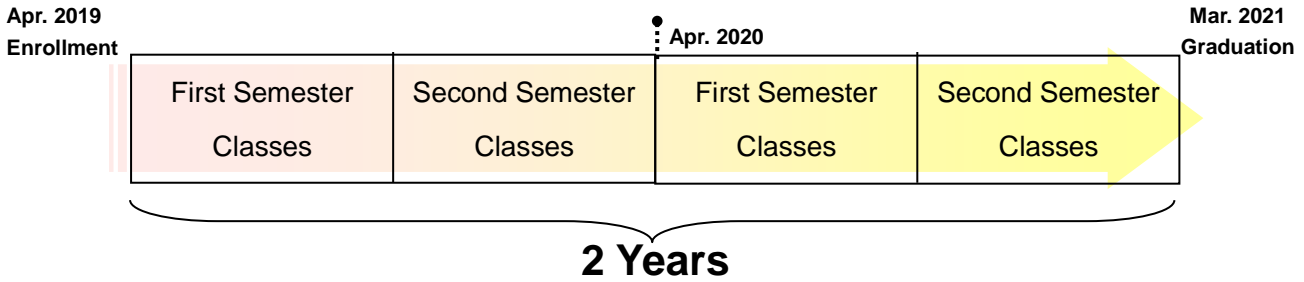 Apr. 2019
Enrollment
Apr. 2020
Mar. 2021
Graduation
First Semester
Classes
Second Semester
Classes
First Semester
Classes
Second Semester
Classes
2 Years